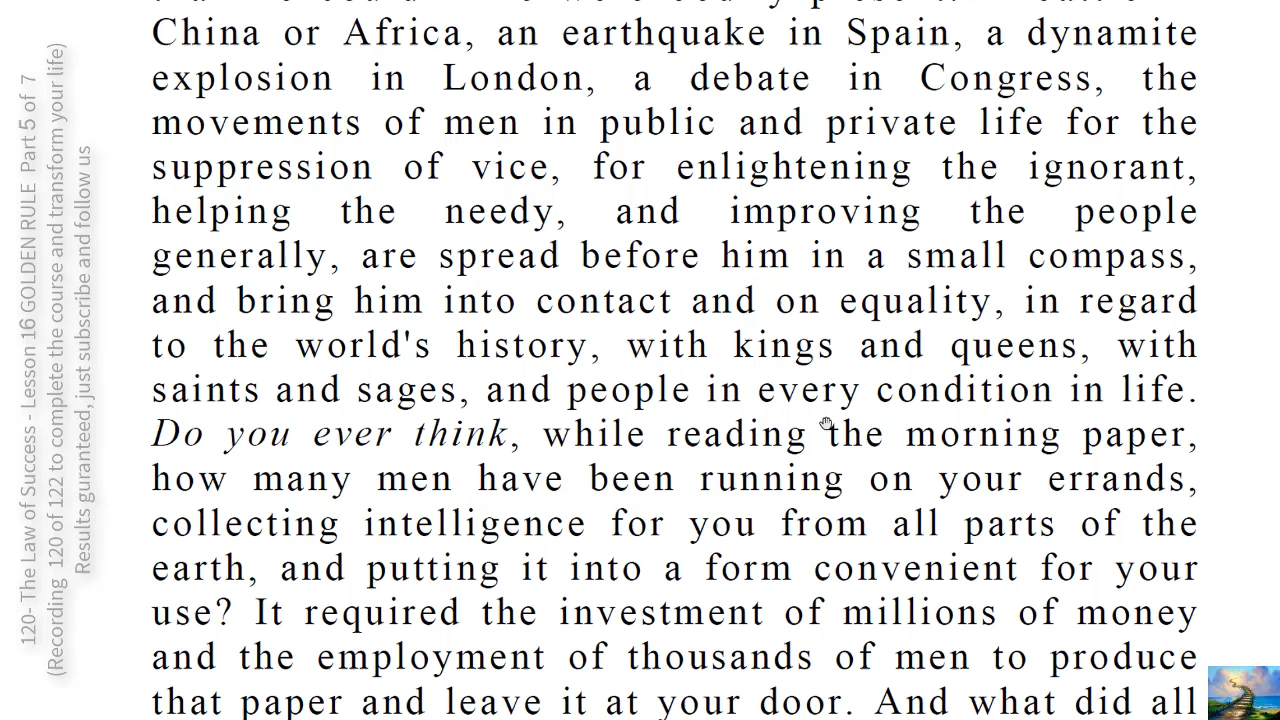 China or Africa, an earthquake in Spain, a dynamite
explosion in London, a debate in Congress, the
movements of men in public and private life for the
suppression of vice, for enlightening the ignorant,
helping the needy, and improving the people
generally, are spread before him in a small compass,
and bring him into contact and on equality, in regard
to the world's history, with kings and queens, with
saints and sages, and people in every condition in life.
Do you ever think, while reading the morning paper,
how many men have been running on your errands,
collecting intelligence for you from all parts of the
earth, and putting it into a form convenient for your
use? It required the investment of millions of money
and the employment of thousands of men to produce
that paper and leave it at your door. And what did all
120- The Law of Success - Lesson 16 GOLDEN RULE Part 5 of 7
(Recording 120 of 122 to complete the course and transform your life)
Results guranteed, just subscribe and follow us